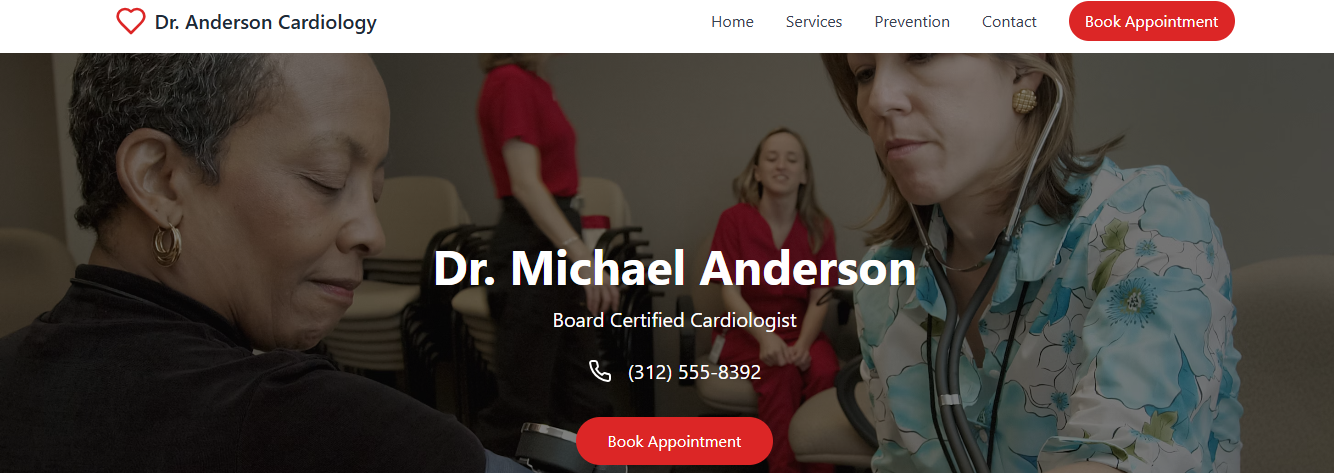 Dr. Anderson Cardiology
Home Services Prevention Contact Book Appointment
Dr. Michael Anderson
Board Certified Cardiologist
(312) 555-8392
Book Appointment